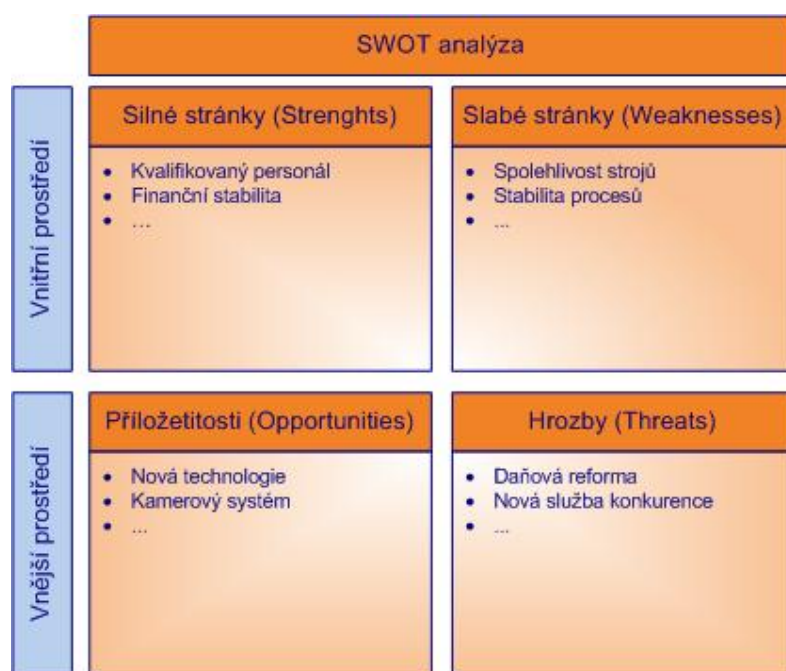 SWOT analýza
Vnitřní prostředí
Silné stránky (Strenghts)
• Kvalifikovaný personál
• Finanční stabilita
• ...
Slabé stránky (Weaknesses)
• Spolehlivost strojů
• Stabilita procesů
• ...
Vnější prostředí
Příložetitosti (Opportunities)
• Nová technologie
• Kamerový systém
• ...
Hrozby (Threats)
• Daňová reforma
• Nová služba konkurence
• ...